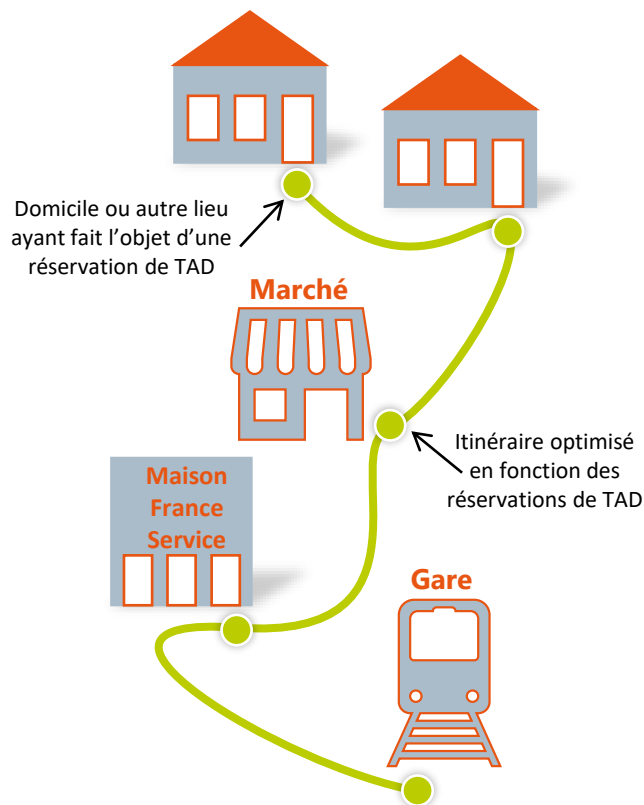 Domicile ou autre lieu
ayant fait l’objet d’une
réservation de TAD
Marché
Itinéraire optimisé
en fonction des
réservations de TAD
Maison
France
Service
Gare